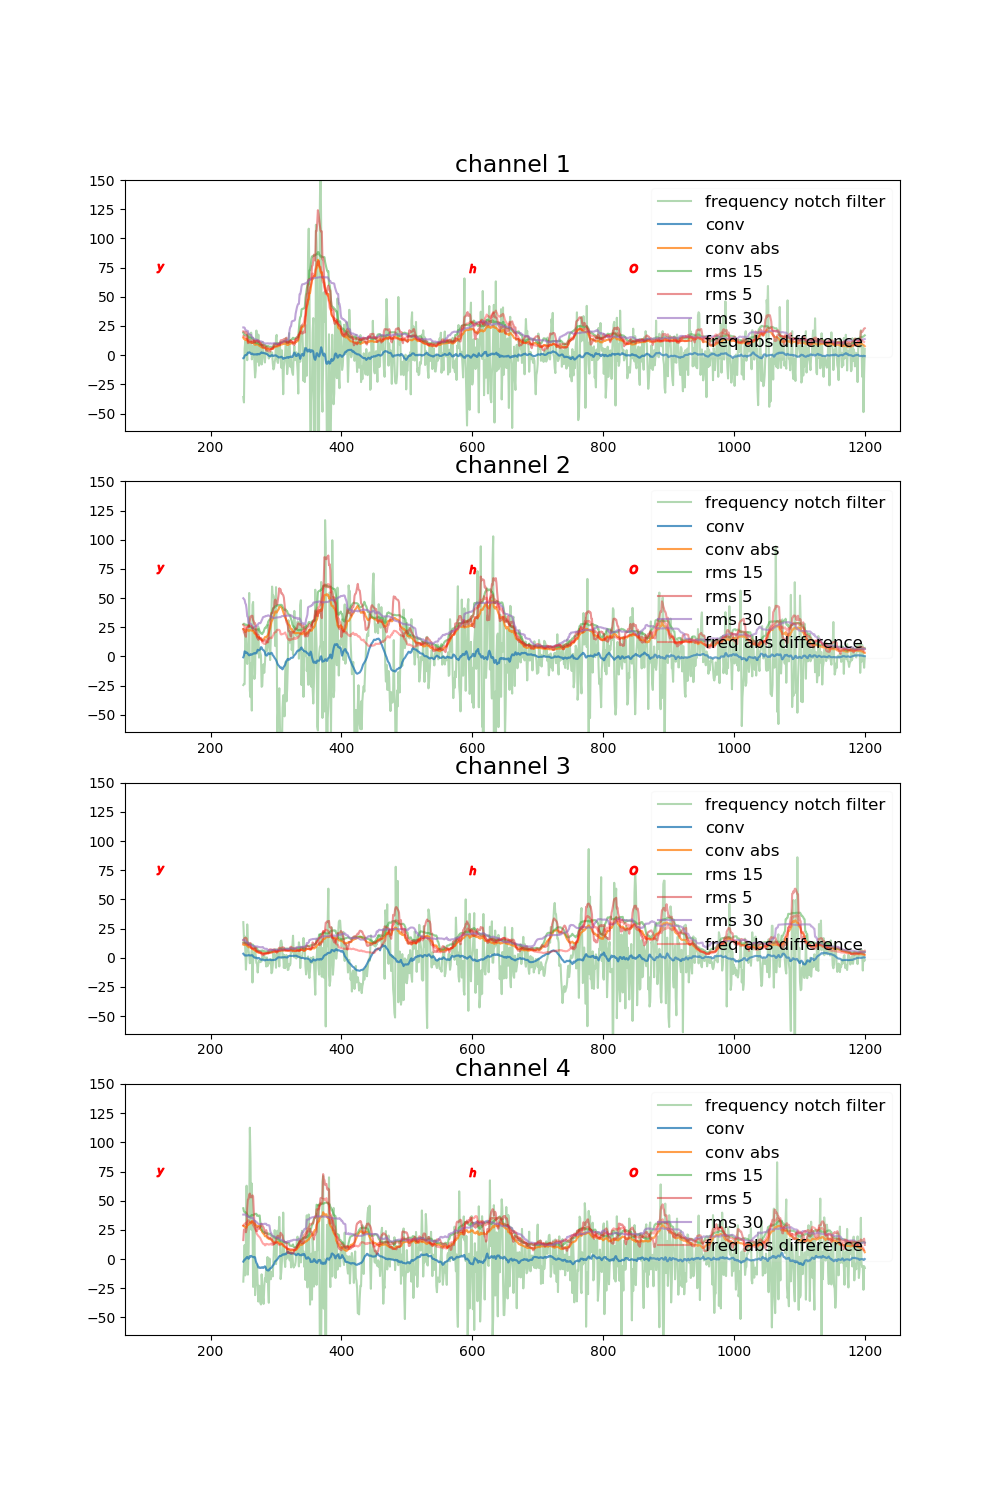 channel 1
150
125
100
75
50
25
0
−25
−50
y
h
o
frequency notch filter
conv
conv abs
rms 15
rms 5
rms 30
freq abs difference
200 400 600 800 1000 1200
channel 2
150
125
100
75
50
25
0
−25
−50
y
h
o
frequency notch filter
conv
conv abs
rms 15
rms 5
rms 30
freq abs difference
200 400 600 800 1000 1200
channel 3
150
125
100
75
50
25
0
−25
−50
y
h
o
frequency notch filter
conv
conv abs
rms 15
rms 5
rms 30
freq abs difference
200 400 600 800 1000 1200
channel 4
150
125
100
75
50
25
0
−25
−50
y
h
o
frequency notch filter
conv
conv abs
rms 15
rms 5
rms 30
freq abs difference
200 400 600 800 1000 1200